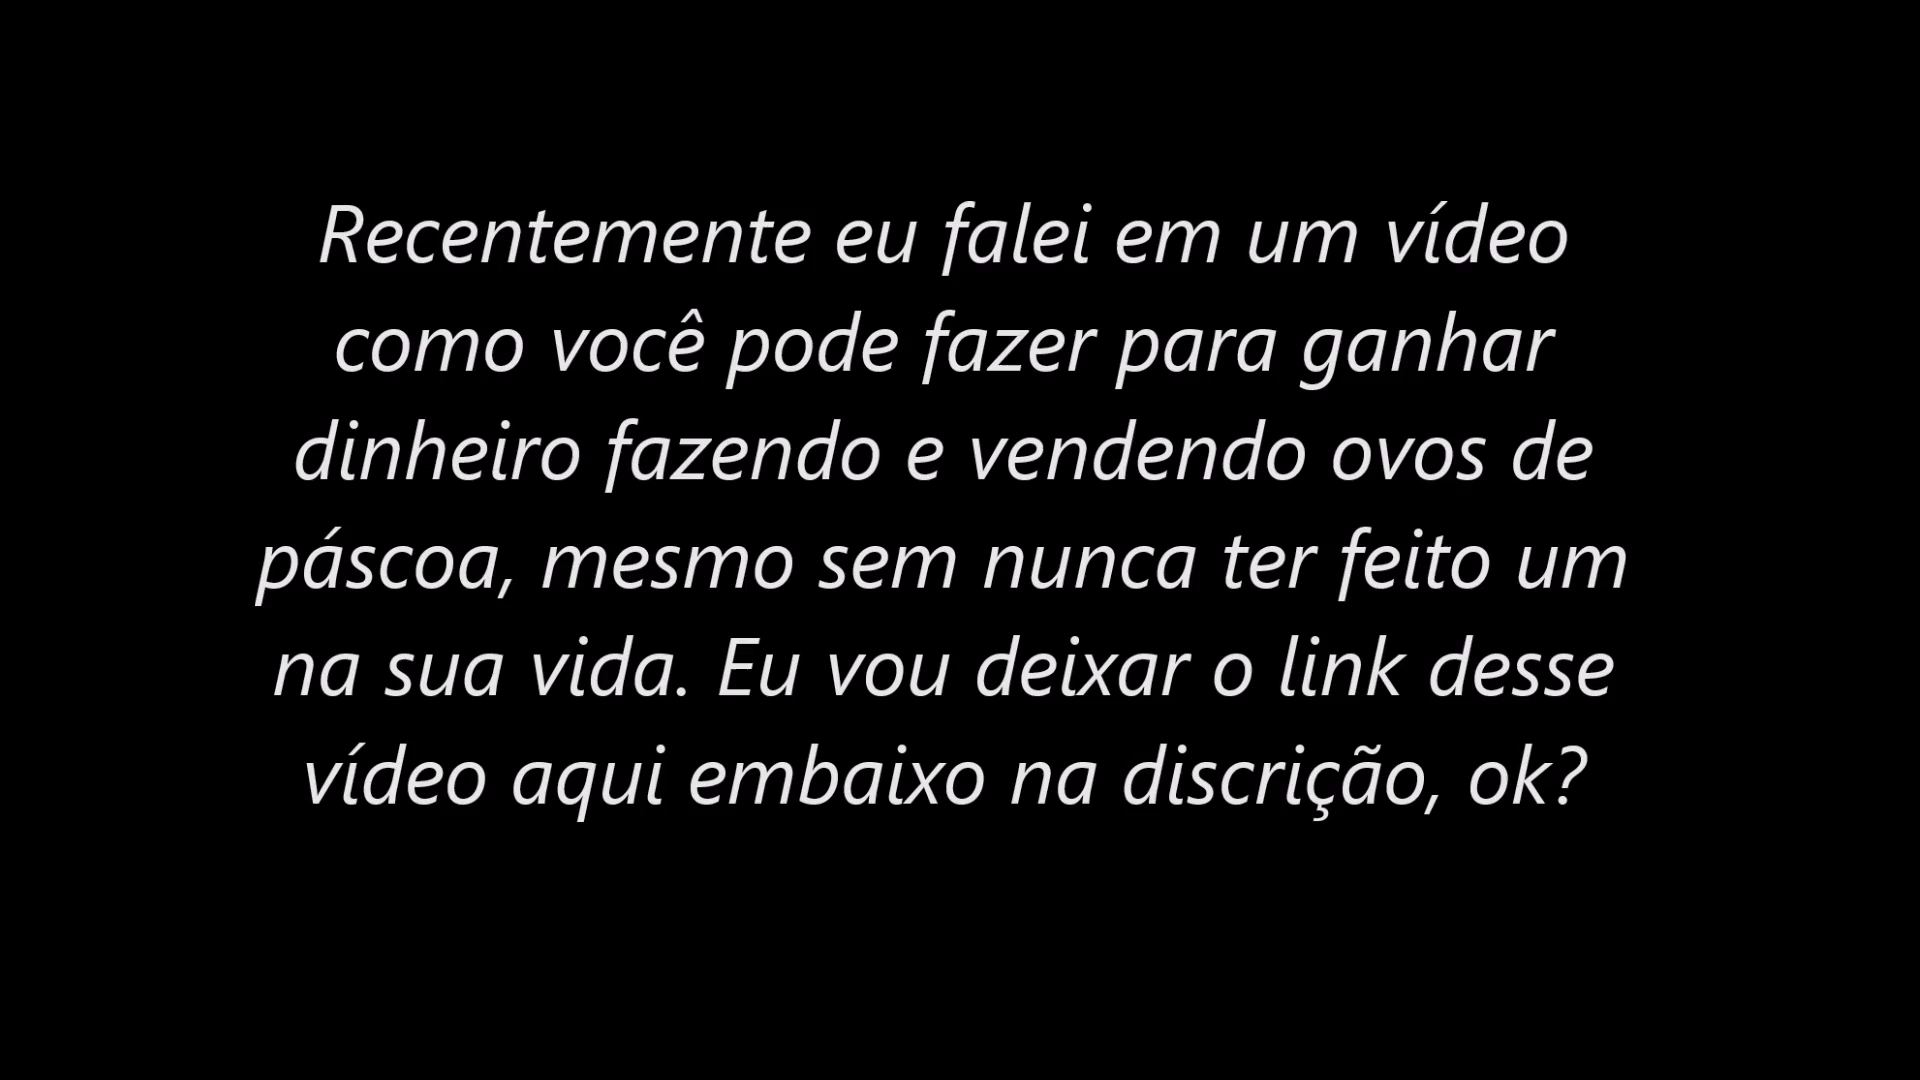 Recentemente eu falei em um vídeo
como você pode fazer para ganhar
dinheiro fazendo e vendendo ovos de
páscoa, mesmo sem nunca ter feito um
na sua vida. Eu vou deixar o link desse
vídeo aqui embaixo na discrição, ok?